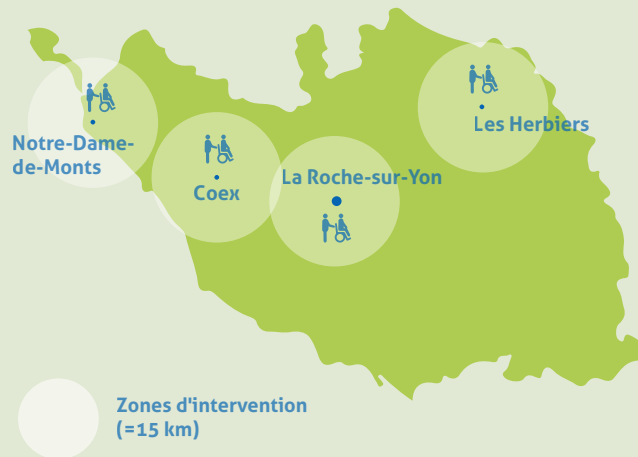 Notre-Dame-
de-Monts
Coex
La Roche-sur-Yon
Les Herbiers
Zones d'intervention
(=15 km)